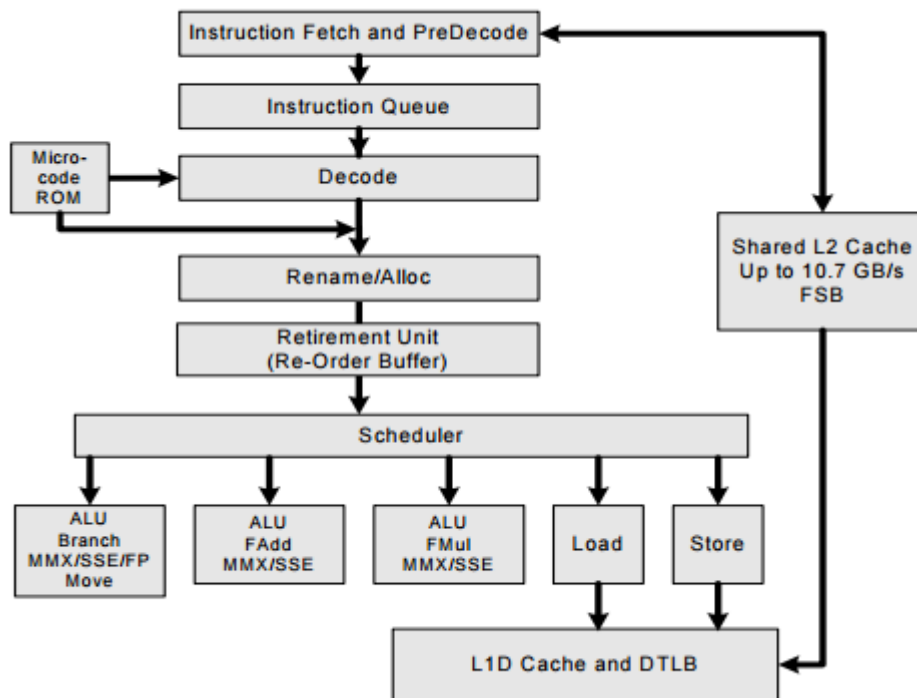 Instruction Fetch and PreDecode
Instruction Queue
Micro-
code
ROM
Decode
Shared L2 Cache
Up to 10.7 GB/s
FSB
Rename/Alloc
Retirement Unit
(Re-Order Buffer)
Scheduler
ALU
Branch
MMX/SSE/FP
Move
ALU
FAdd
MMX/SSE
ALU
FMul
MMX/SSE
Load
Store
L1D Cache and DTLB